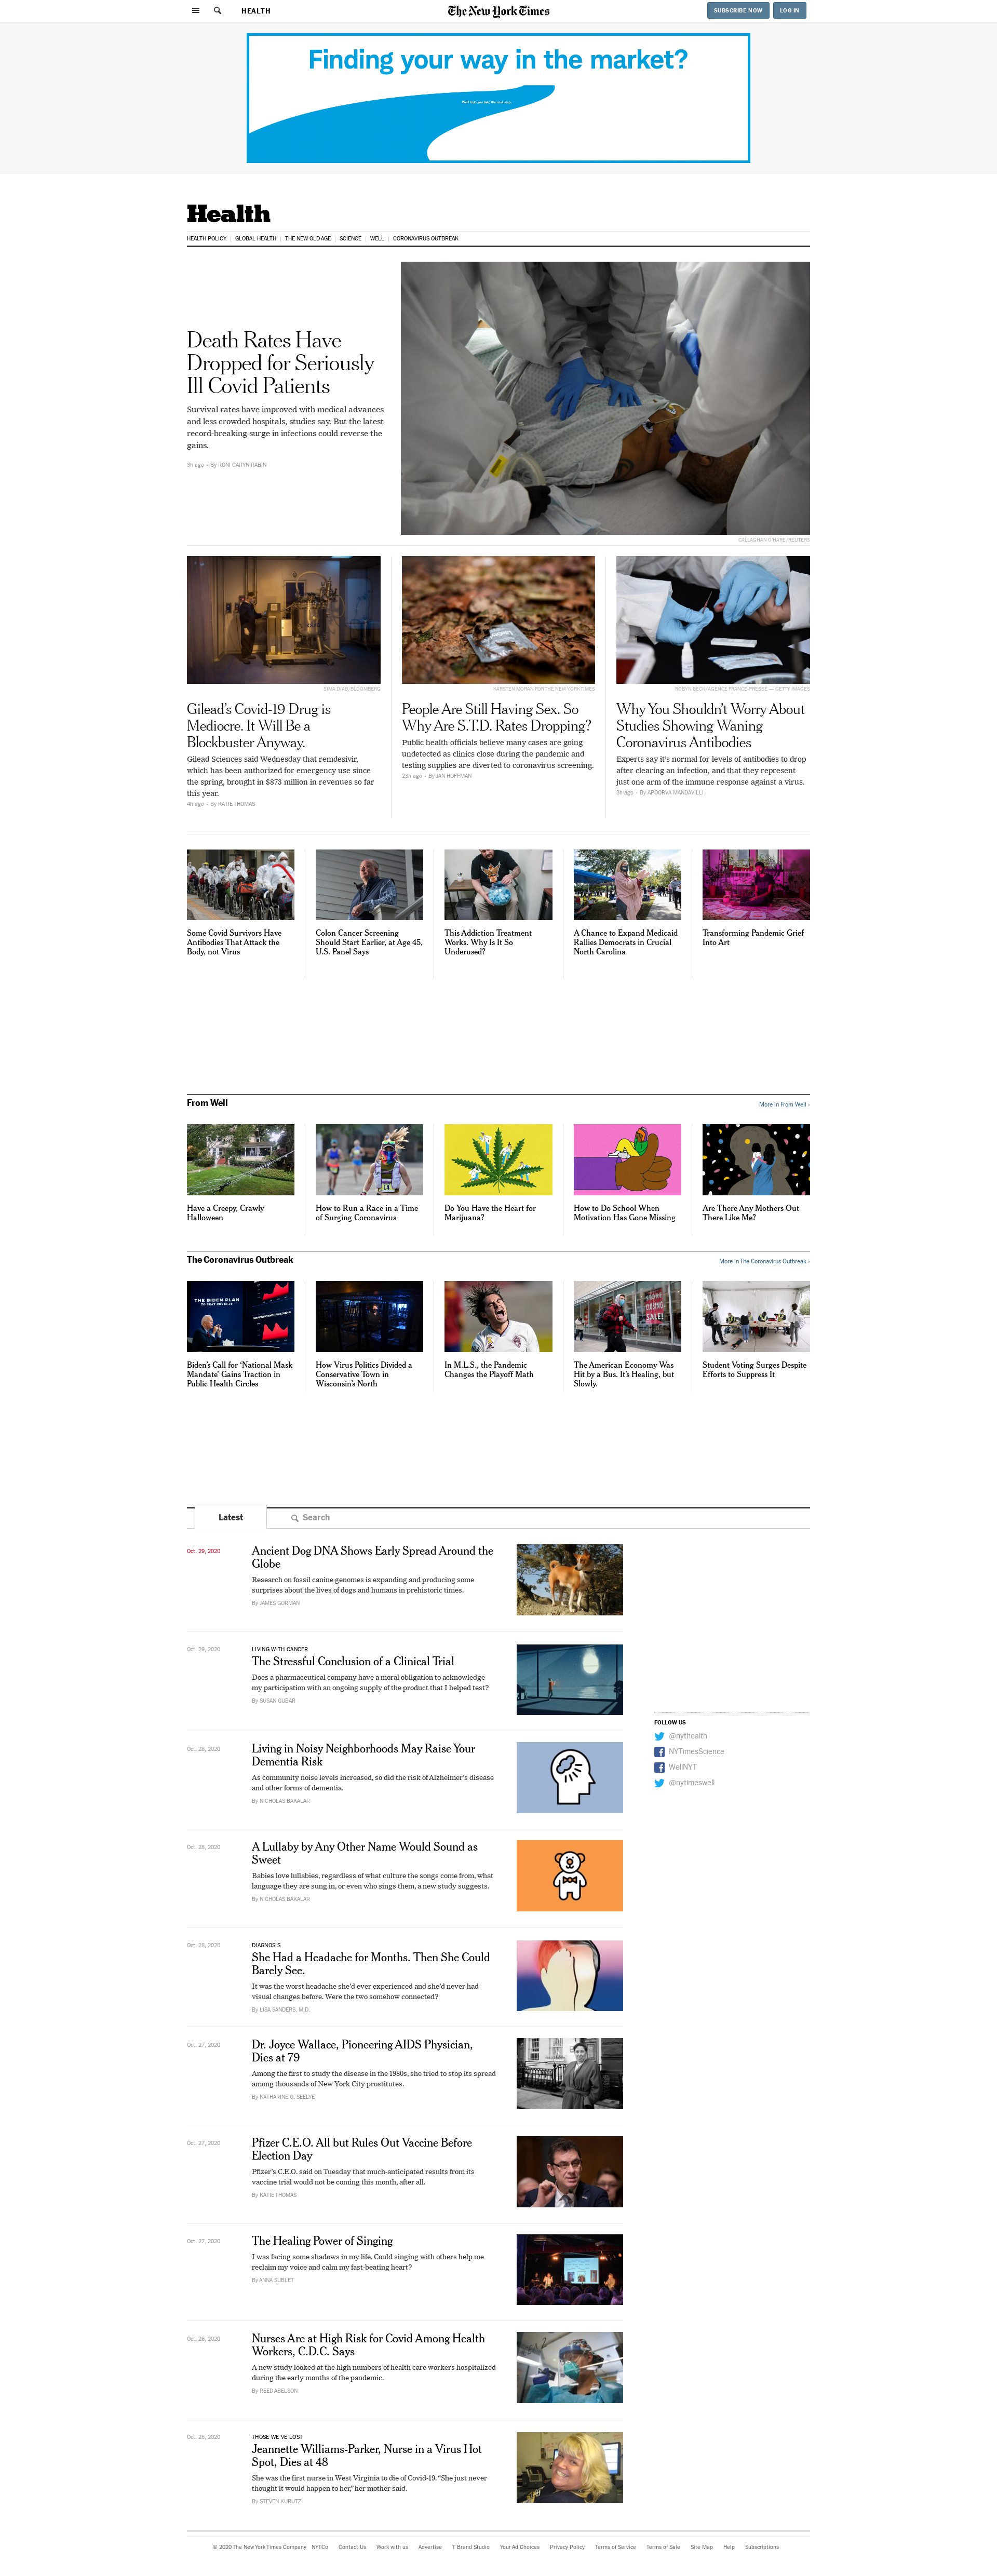 HEALTH
The New York Times
SUBSCRIBE NOW
LOG IN
Finding your way in the market?
We'll help you take the next step.
Health
HEALTH POLICY
GLOBAL HEALTH
THE NEW OLD AGE
SCIENCE
WELL
CORONAVIRUS OUTBREAK
Death Rates Have
Dropped for Seriously
Ill Covid Patients
Survival rates have improved with medical advances
and less crowded hospitals, studies say. But the latest
record-breaking surge in infections could reverse the
gains.
3h ago · By RONI CARYN RABIN
CALLAGHAN O'HARE/REUTERS
SIMA DIAB/BLOOMBERG
Gilead's Covid-19 Drug is
Mediocre. It Will Be a
Blockbuster Anyway.
Gilead Sciences said Wednesday that remdesivir,
which has been authorized for emergency use since
the spring, brought in $873 million in revenues so far
this year.
4h ago · By KATIE THOMAS
KARSTEN MORAN FOR THE NEW YORK TIMES
People Are Still Having Sex. So
Why Are S.T.D. Rates Dropping?
Public health officials believe many cases are going
undetected as clinics close during the pandemic and
testing supplies are diverted to coronavirus screening.
23h ago · By JAN HOFFMAN
ROBYN BECK/AGENCE FRANCE-PRESSE — GETTY IMAGES
Why You Shouldn't Worry About
Studies Showing Waning
Coronavirus Antibodies
Experts say it's normal for levels of antibodies to drop
after clearing an infection, and that they represent
just one arm of the immune response against a virus.
3h ago · By APOORVA MANDAVILLI
Some Covid Survivors Have
Antibodies That Attack the
Body, not Virus
Colon Cancer Screening
Should Start Earlier, at Age 45,
U.S. Panel Says
This Addiction Treatment
Works. Why Is It So
Underused?
A Chance to Expand Medicaid
Rallies Democrats in Crucial
North Carolina
Transforming Pandemic Grief
Into Art
From Well
More in From Well ›
Have a Creepy, Crawly
Halloween
How to Run a Race in a Time
of Surging Coronavirus
Do You Have the Heart for
Marijuana?
How to Do School When
Motivation Has Gone Missing
Are There Any Mothers Out
There Like Me?
The Coronavirus Outbreak
More in The Coronavirus Outbreak ›
THE BIDEN PLAN
TO BEAT COVID-19
Biden's Call for 'National Mask
Mandate' Gains Traction in
Public Health Circles
How Virus Politics Divided a
Conservative Town in
Wisconsin's North
In M.L.S., the Pandemic
Changes the Playoff Math
The American Economy Was
Hit by a Bus. It's Healing, but
Slowly.
Student Voting Surges Despite
Efforts to Suppress It
Latest
Search
Oct. 29, 2020
Ancient Dog DNA Shows Early Spread Around the
Globe
Research on fossil canine genomes is expanding and producing some
surprises about the lives of dogs and humans in prehistoric times.
By JAMES GORMAN
Oct. 29, 2020
LIVING WITH CANCER
The Stressful Conclusion of a Clinical Trial
Does a pharmaceutical company have a moral obligation to acknowledge
my participation with an ongoing supply of the product that I helped test?
By SUSAN GUBAR
FOLLOW US
@nythealth
NYTimesScience
WellNYT
@nytimeswell
Oct. 28, 2020
Living in Noisy Neighborhoods May Raise Your
Dementia Risk
As community noise levels increased, so did the risk of Alzheimer's disease
and other forms of dementia.
By NICHOLAS BAKALAR
Oct. 28, 2020
A Lullaby by Any Other Name Would Sound as
Sweet
Babies love lullabies, regardless of what culture the songs come from, what
language they are sung in, or even who sings them, a new study suggests.
By NICHOLAS BAKALAR
Oct. 28, 2020
DIAGNOSIS
She Had a Headache for Months. Then She Could
Barely See.
It was the worst headache she'd ever experienced and she'd never had
visual changes before. Were the two somehow connected?
By LISA SANDERS, M.D.
Oct. 27, 2020
Dr. Joyce Wallace, Pioneering AIDS Physician,
Dies at 79
Among the first to study the disease in the 1980s, she tried to stop its spread
among thousands of New York City prostitutes.
By KATHARINE Q. SEELYE
Oct. 27, 2020
Pfizer C.E.O. All but Rules Out Vaccine Before
Election Day
Pfizer's C.E.O. said on Tuesday that much-anticipated results from its
vaccine trial would not be coming this month, after all.
By KATIE THOMAS
Oct. 27, 2020
The Healing Power of Singing
I was facing some shadows in my life. Could singing with others help me
reclaim my voice and calm my fast-beating heart?
By ANNA SUBLET
Oct. 26, 2020
Nurses Are at High Risk for Covid Among Health
Workers, C.D.C. Says
A new study looked at the high numbers of health care workers hospitalized
during the early months of the pandemic.
By REED ABELSON
Oct. 26, 2020
THOSE WE'VE LOST
Jeannette Williams-Parker, Nurse in a Virus Hot
Spot, Dies at 48
She was the first nurse in West Virginia to die of Covid-19. "She just never
thought it would happen to her," her mother said.
By STEVEN KURUTZ
© 2020 The New York Times Company
NYTCo
Contact Us
Work with us
Advertise
T Brand Studio
Your Ad Choices
Privacy Policy
Terms of Service
Terms of Sale
Site Map
Help
Subscriptions